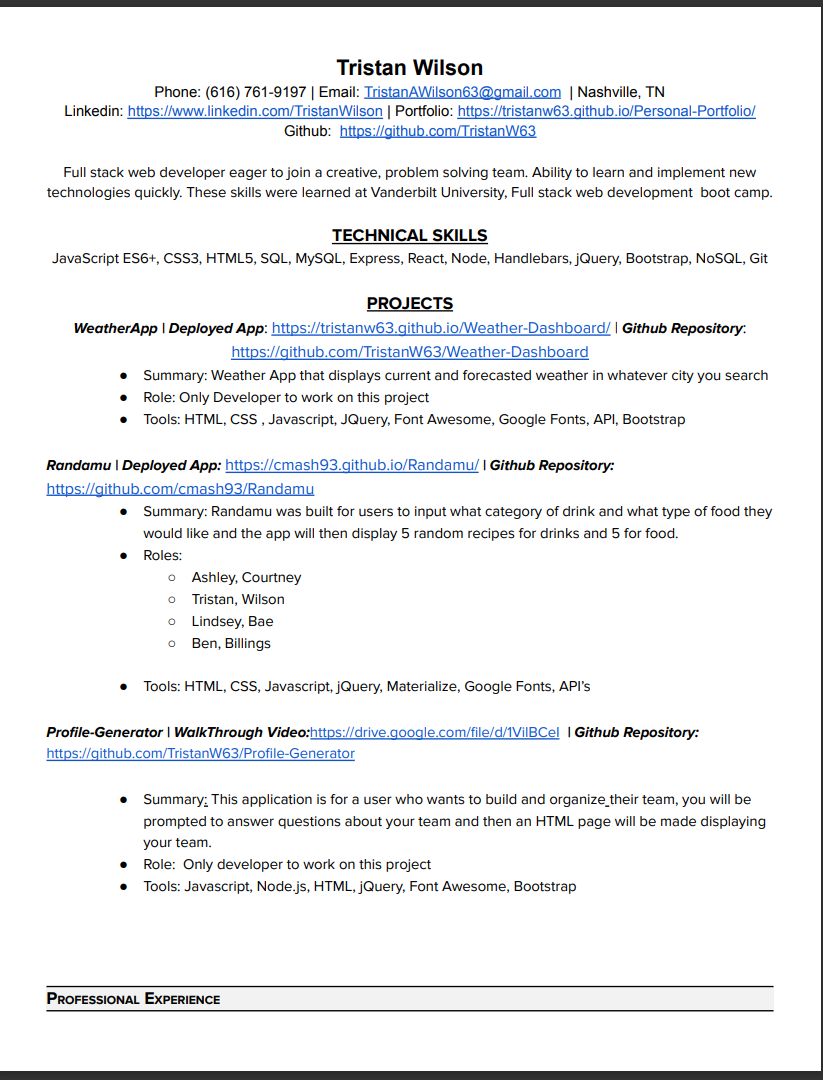 Tristan Wilson
Phone: (616) 761-9197 | Email: TristanAWilson63@gmail.com | Nashville, TN
Linkedin: https://www.linkedin.com/TristanWilson | Portfolio: https://tristanw63.github.io/Personal-Portfolio/
Github: https://github.com/TristanW63
Full stack web developer eager to join a creative, problem solving team. Ability to learn and implement new
technologies quickly. These skills were learned at Vanderbilt University, Full stack web development boot camp.
TECHNICAL SKILLS
JavaScript ES6+, CSS3, HTML5, SQL, MySQL, Express, React, Node, Handlebars, jQuery, Bootstrap, NoSQL, Git
PROJECTS
WeatherApp | Deployed App: https://tristanw63.github.io/Weather-Dashboard/ | Github Repository:
https://github.com/TristanW63/Weather-Dashboard
● Summary: Weather App that displays current and forecasted weather in whatever city you search
● Role: Only Developer to work on this project
● Tools: HTML, CSS , Javascript, JQuery, Font Awesome, Google Fonts, API, Bootstrap
Randamu | Deployed App: https://cmash93.github.io/Randamu/ | Github Repository:
https://github.com/cmash93/Randamu
● Summary: Randamu was built for users to input what category of drink and what type of food they
would like and the app will then display 5 random recipes for drinks and 5 for food.
● Roles:
○ Ashley, Courtney
○ Tristan, Wilson
○ Lindsey, Bae
○ Ben, Billings
● Tools: HTML, CSS, Javascript, jQuery, Materialize, Google Fonts, API's
Profile-Generator | WalkThrough Video:https://drive.google.com/file/d/1VilBCeI | Github Repository:
https://github.com/TristanW63/Profile-Generator
● Summary: This application is for a user who wants to build and organize their team, you will be
prompted to answer questions about your team and then an HTML page will be made displaying
your team.
● Role: Only developer to work on this project
● Tools: Javascript, Node.js, HTML, jQuery, Font Awesome, Bootstrap
PROFESSIONAL EXPERIENCE